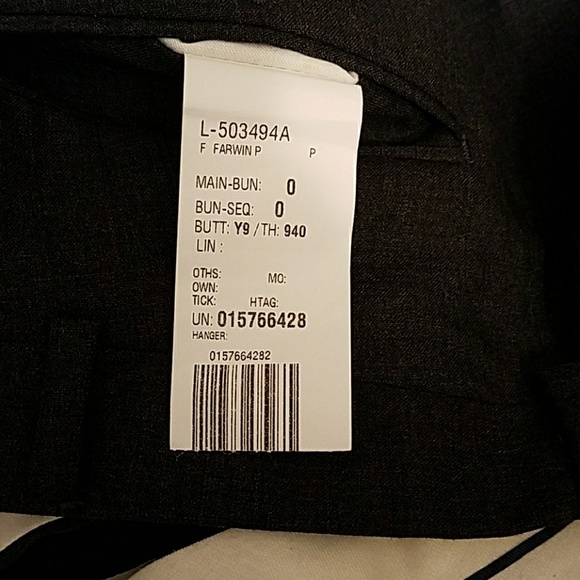 L-503494A
F FARWIN P P
MAIN-BUN: 0
BUN-SEQ: 0
BUTT: Y9 / TH: 940
LIN :
OTHS: MO:
OWN:
TICK: HTAG:
UN: 015766428
HANGER:
0157664282